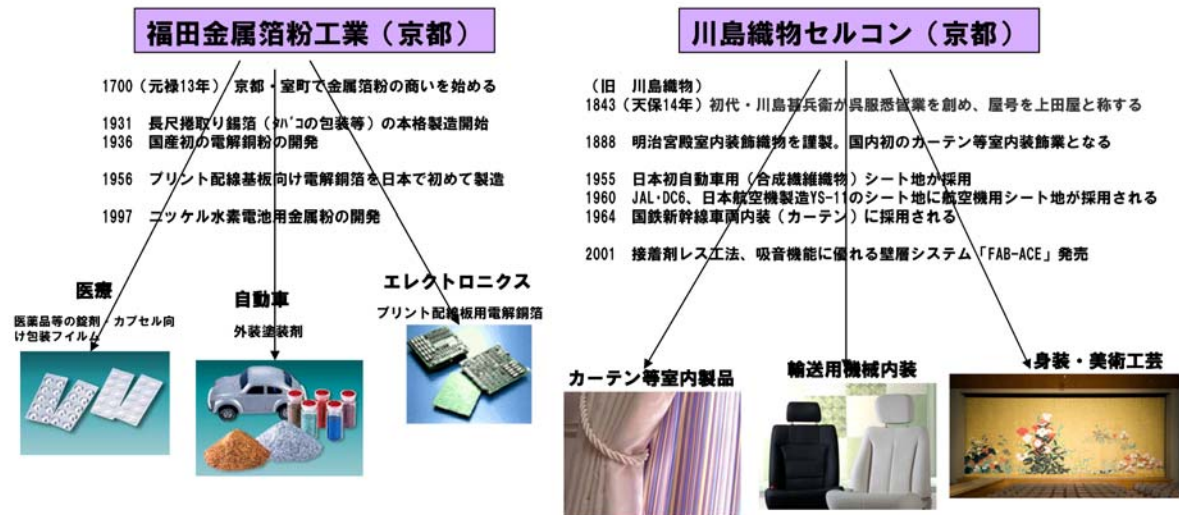 福田金属箔粉工業（京都）
1700（元禄13年） 京都・室町で金属箔粉の商いを始める
1931 長尺捲取り錫箔（ﾀﾊﾞｺの包装等）の本格製造開始
1936 国産初の電解銅粉の開発
1956 プリント配線基板向け電解銅箔を日本で初めて製造
1997 ニッケル水素電池用金属粉の開発
医療
医薬品等の錠剤・カプセル向
け包装フイルム
自動車
外装塗装剤
エレクトロニクス
プリント配線板用電解銅箔
川島織物セルコン（京都）
（旧 川島織物）
1843（天保14年）初代・川島甚兵衛が呉服悉皆業を創め、屋号を上田屋と称する
1888 明治宮殿室内装飾織物を謹製。国内初のカーテン等室内装飾業となる
1955 日本初自動車用（合成繊維織物）シート地が採用
1960 JAL･DC6、日本航空機製造YS-11のシート地に航空機用シート地が採用される
1964 国鉄新幹線車両内装（カーテン）に採用される
2001 接着剤レス工法、吸音機能に優れる壁層システム「FAB-ACE」発売
カーテン等室内製品
輸送用機械内装
身装・美術工芸